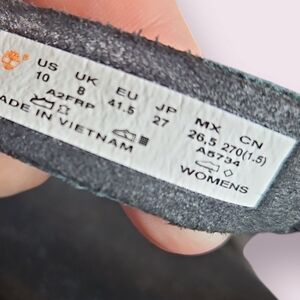 US UK EU JP MX CN
10 8 41.5 27 26.5 270(1.5)
A2FRP A5734
MADE IN VIETNAM
WOMENS